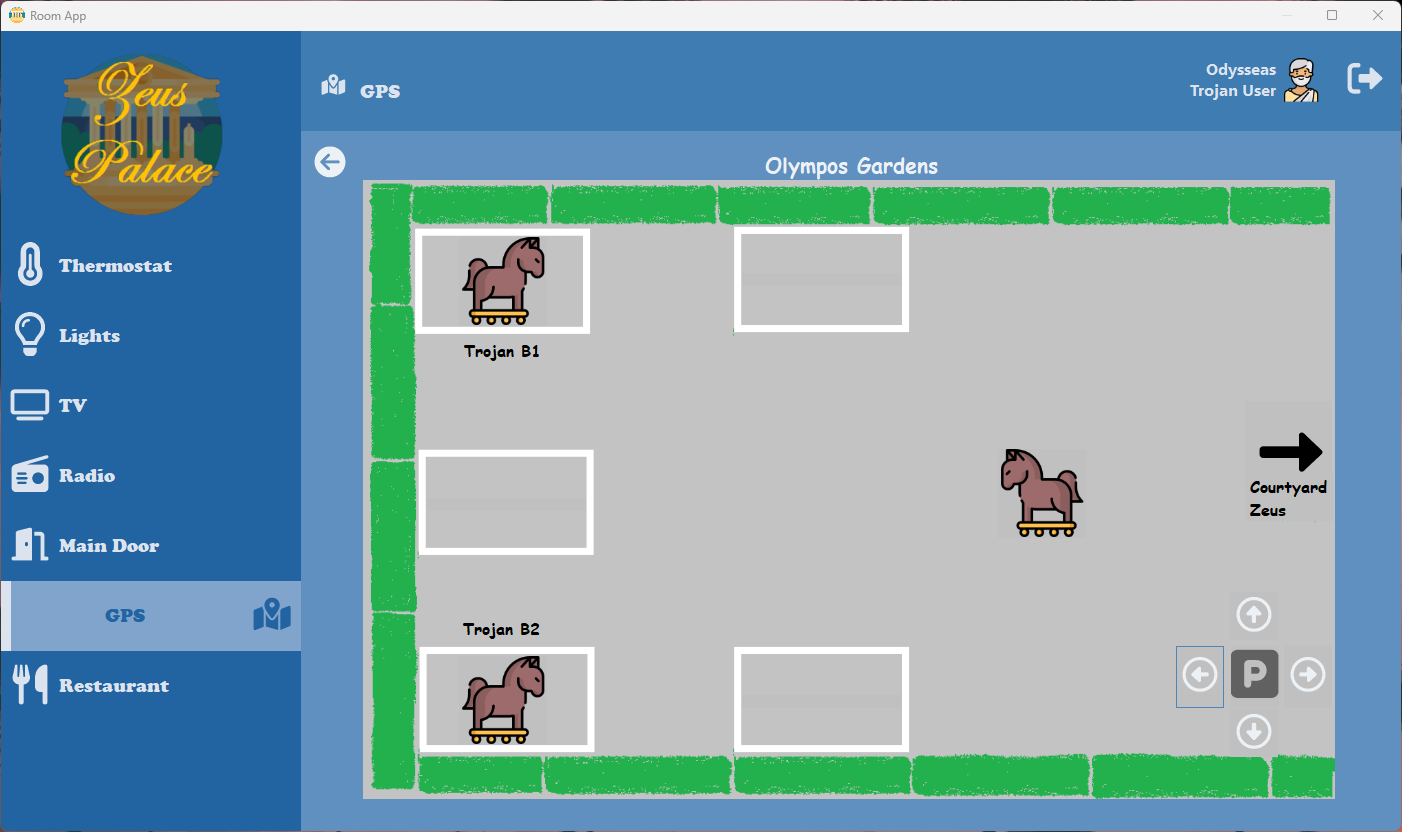 Room App
Zeus
Palace
GPS
Odysseas
Trojan User
Thermostat
Lights
TV
Radio
Main Door
GPS
Restaurant
Olympos Gardens
Trojan B1
Courtyard
Zeus
Trojan B2
P